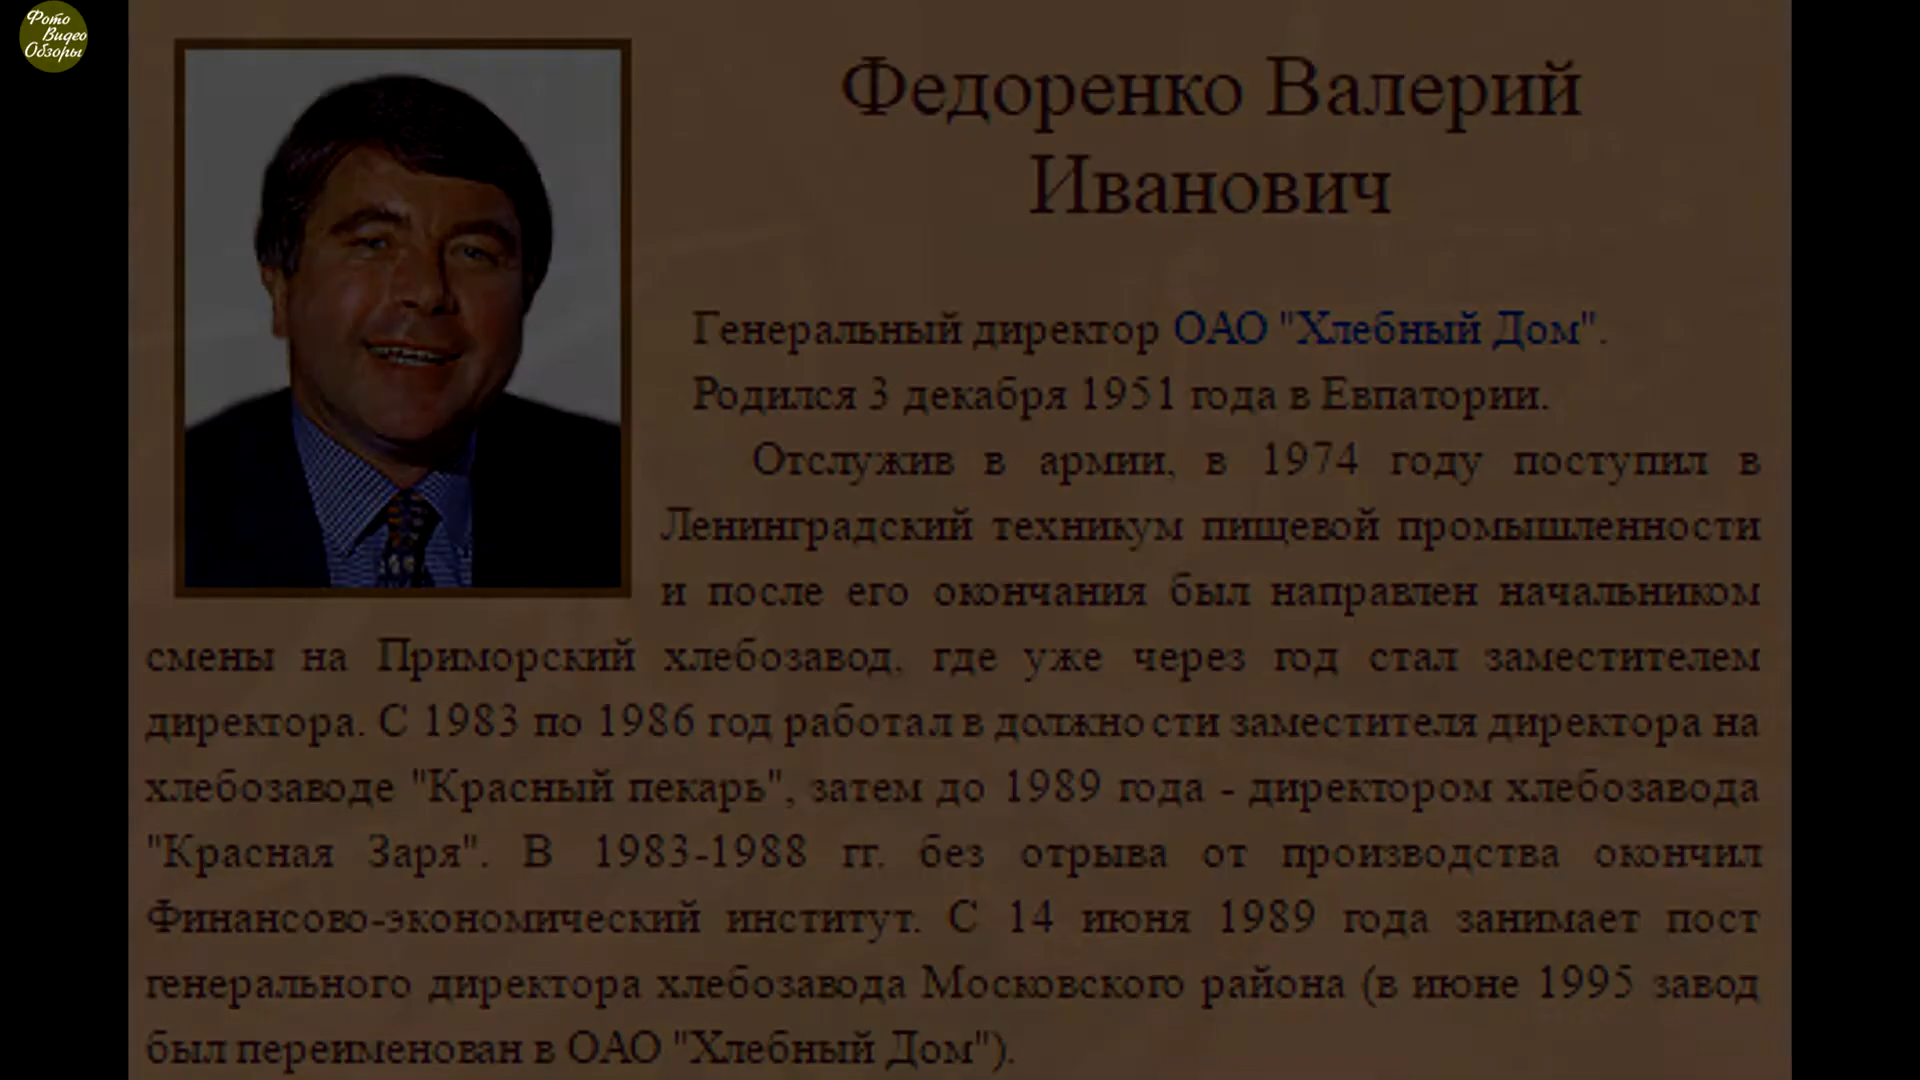 Фото
Видео
Обзоры
Федоренко Валерий
Иванович
Генеральный директор ОАО "Хлебный Дом".
Родился 3 декабря 1951 года в Евпатории.
Отслужив в армии, в 1974 году поступил в
Ленинградский техникум пищевой промышленности
и после его окончания был направлен начальником
смены на Приморский хлебозавод, где уже через год стал заместителем
директора. С 1983 по 1986 год работал в должности заместителя директора на
хлебозаводе "Красный пекарь", затем до 1989 года - директором хлебозавода
"Красная Заря". В 1983-1988 гг. без отрыва от производства окончил
Финансово-экономический институт. С 14 июня 1989 года занимает пост
генерального директора хлебозавода Московского района (в июне 1995 завод
был переименован в ОАО "Хлебный Дом").